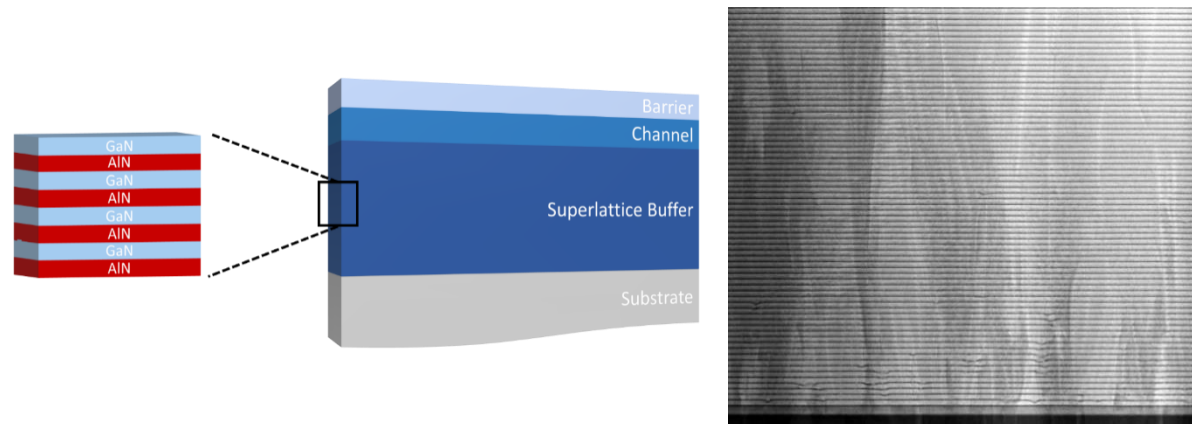 GaN
AlN
GaN
AlN
GaN
AlN
GaN
AlN
Barrier
Channel
Superlattice Buffer
Substrate